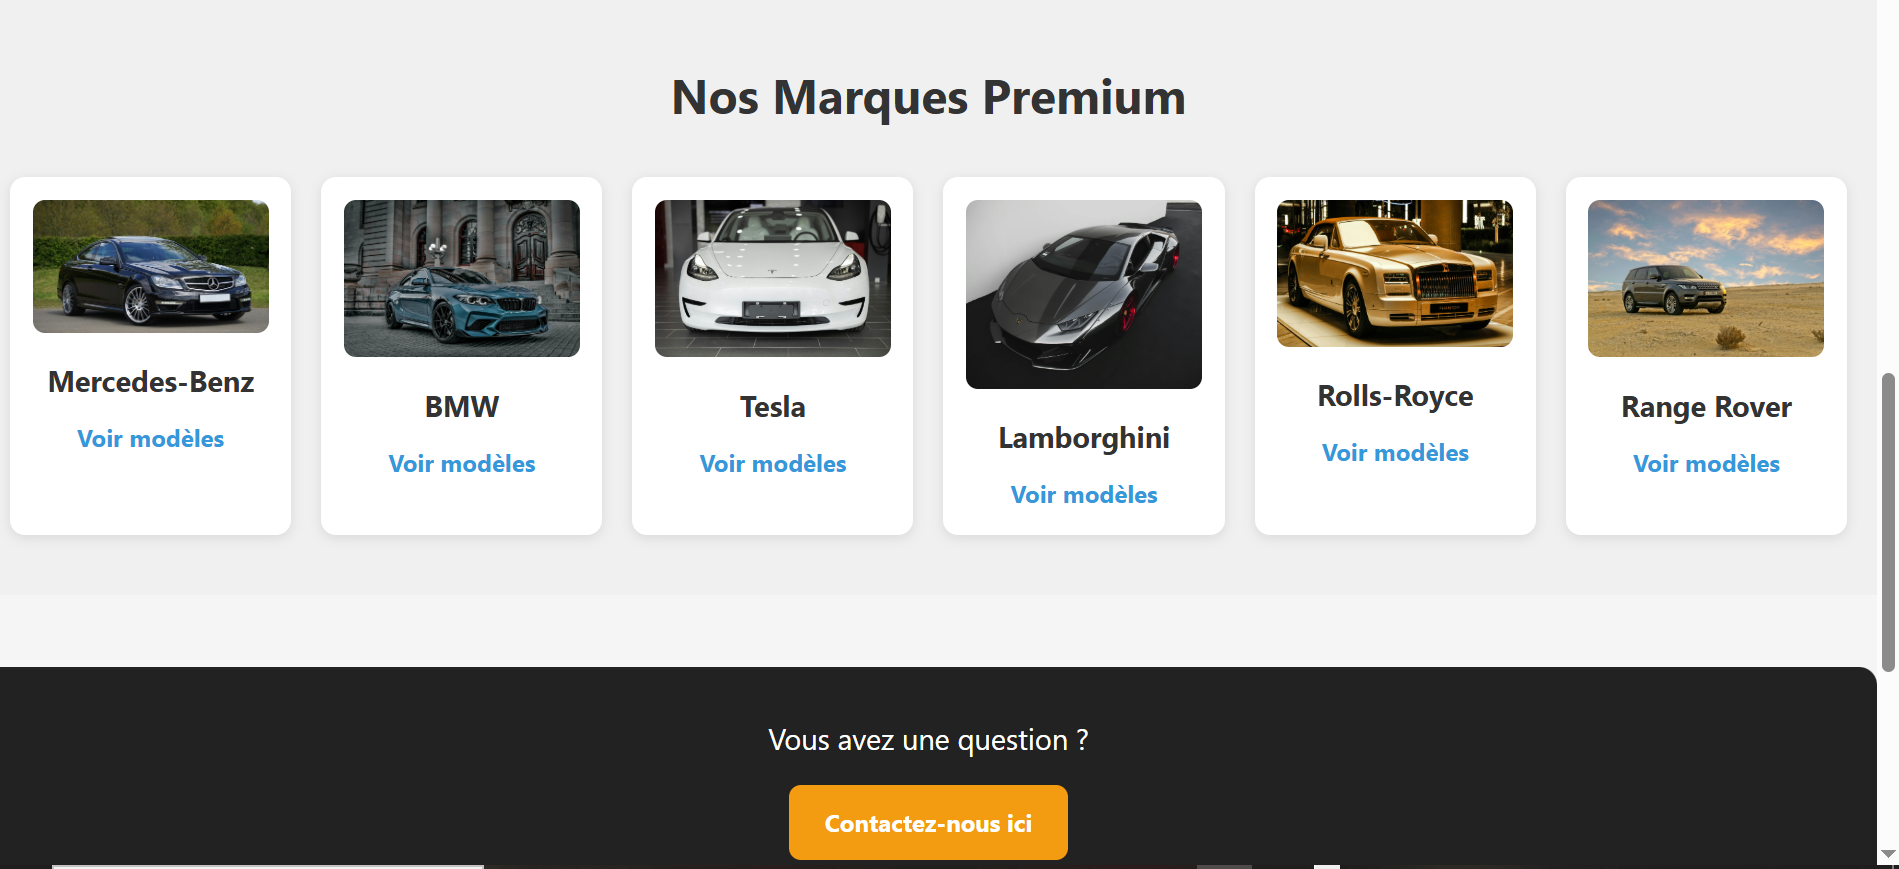 Nos Marques Premium
Mercedes-Benz
Voir modèles
BMW
Voir modèles
Tesla
Voir modèles
Lamborghini
Voir modèles
Rolls-Royce
Voir modèles
Range Rover
Voir modèles
Vous avez une question ?
Contactez-nous ici